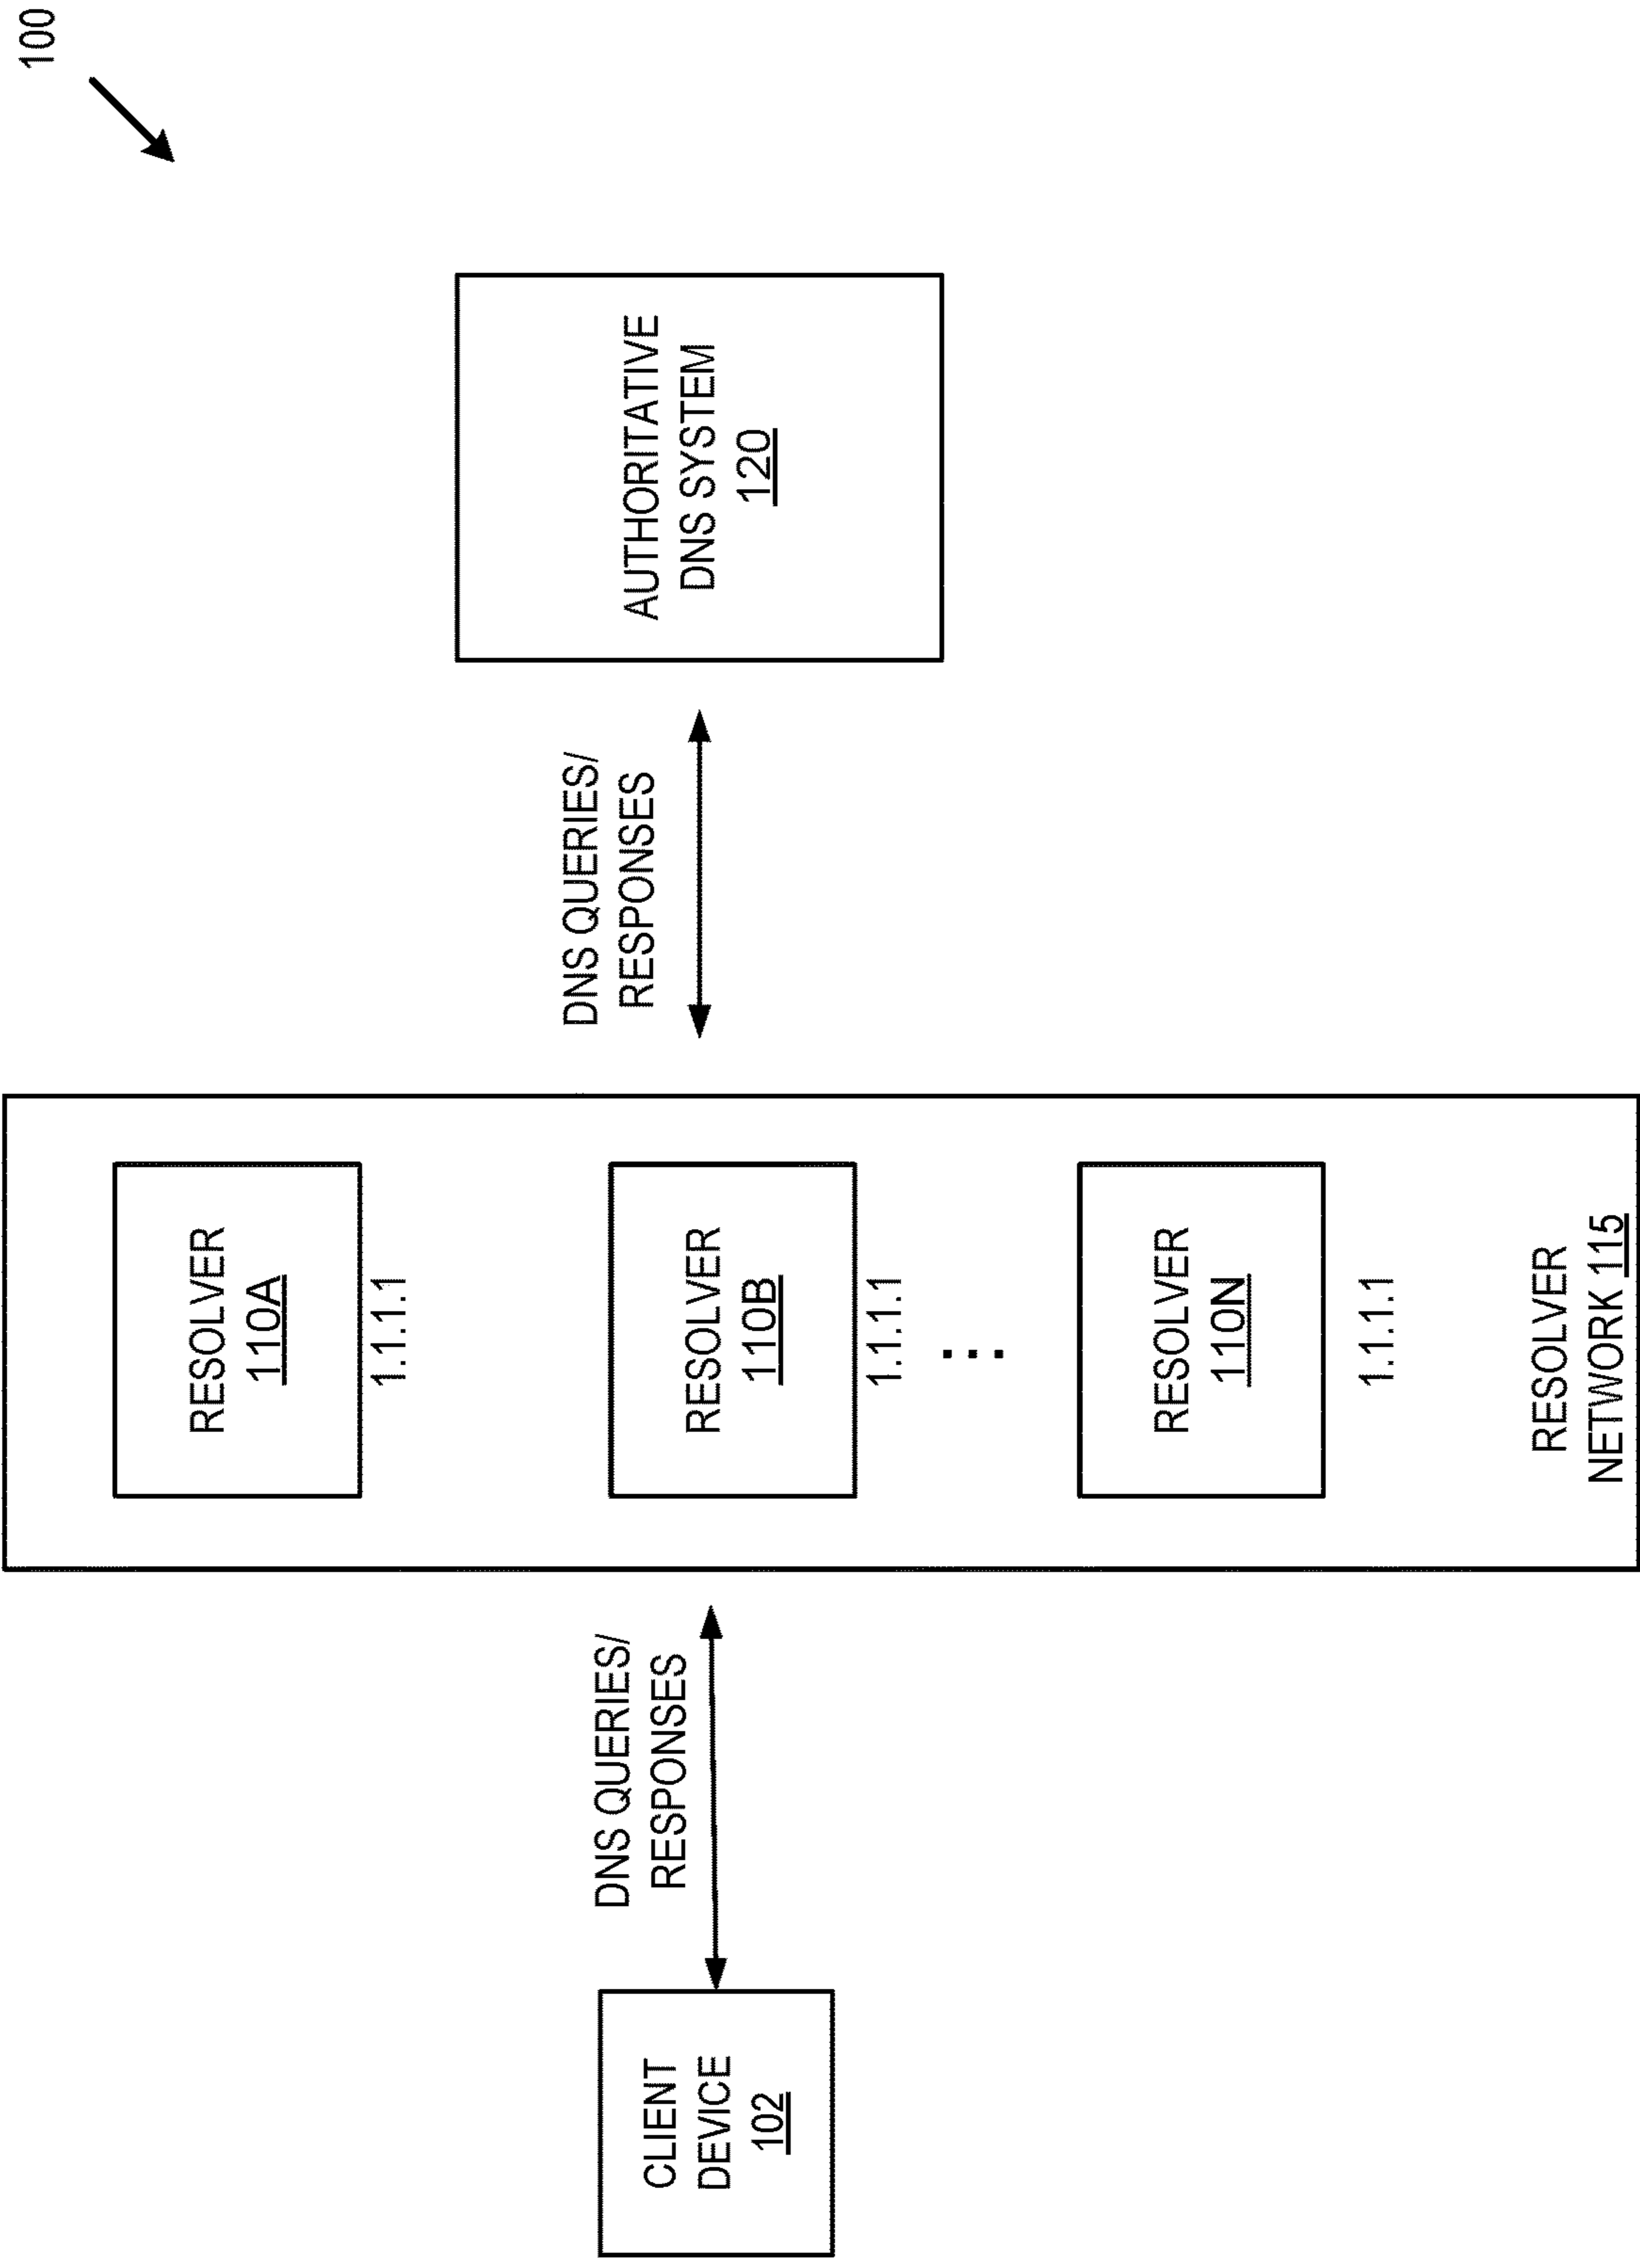 100
CLIENT
DEVICE
102
DNS QUERIES/
RESPONSES
RESOLVER
110A
1.1.1.1
RESOLVER
110B
1.1.1.1
...
RESOLVER
110N
1.1.1.1
RESOLVER
NETWORK 115
DNS QUERIES/
RESPONSES
AUTHORITATIVE
DNS SYSTEM
120